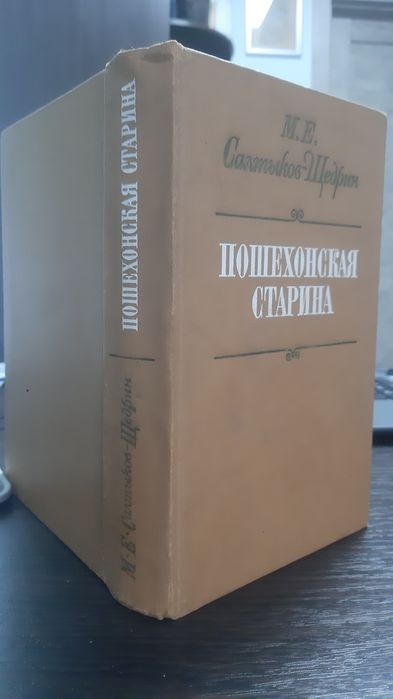 ПОШЕХОНСКАЯ СТАРИНА
М·Е·Салтыков-Щедрин
М. Е.
Салтыков-Щедрин
ПОШЕХОНСКАЯ
СТАРИНА